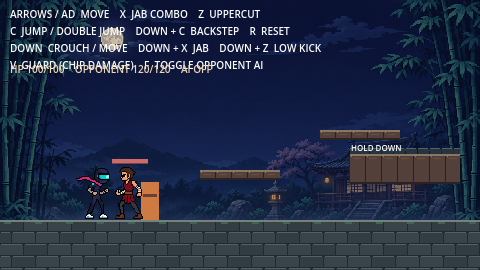 ARROWS / AD  MOVE    X  JAB COMBO    Z  UPPERCUT
C  JUMP / DOUBLE JUMP    DOWN + C  BACKSTEP    R  RESET
DOWN  CROUCH / MOVE    DOWN + X  JAB    DOWN + Z  LOW KICK
V  GUARD (CHIP DAMAGE)    F  TOGGLE OPPONENT AI
HP 100/100    OPPONENT 120/120    AI OFF
HOLD DOWN